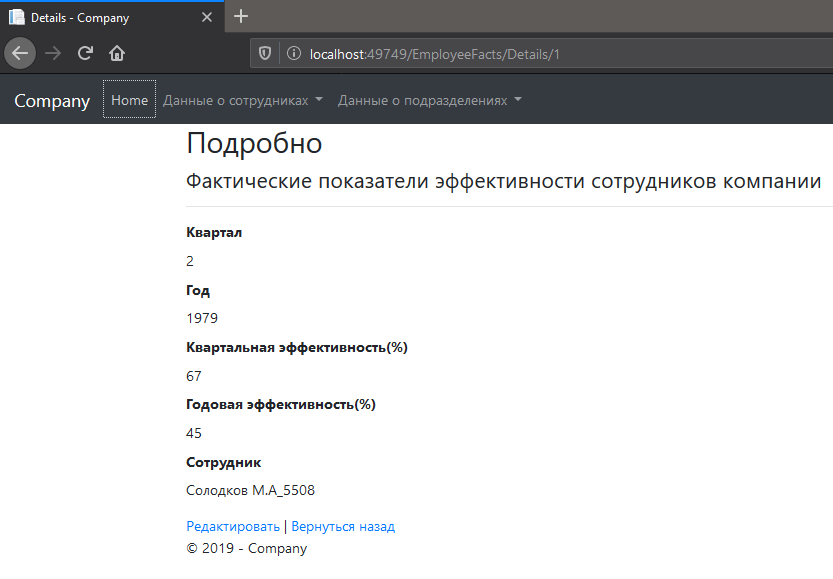 Details - Company
localhost:49749/EmployeeFacts/Details/1
Company Home Данные о сотрудниках Данные о подразделениях
Подробно
Фактические показатели эффективности сотрудников компании
Квартал
2
Год
1979
Квартальная эффективность(%)
67
Годовая эффективность(%)
45
Сотрудник
Солодков М.А_5508
Редактировать | Вернуться назад
© 2019 - Company